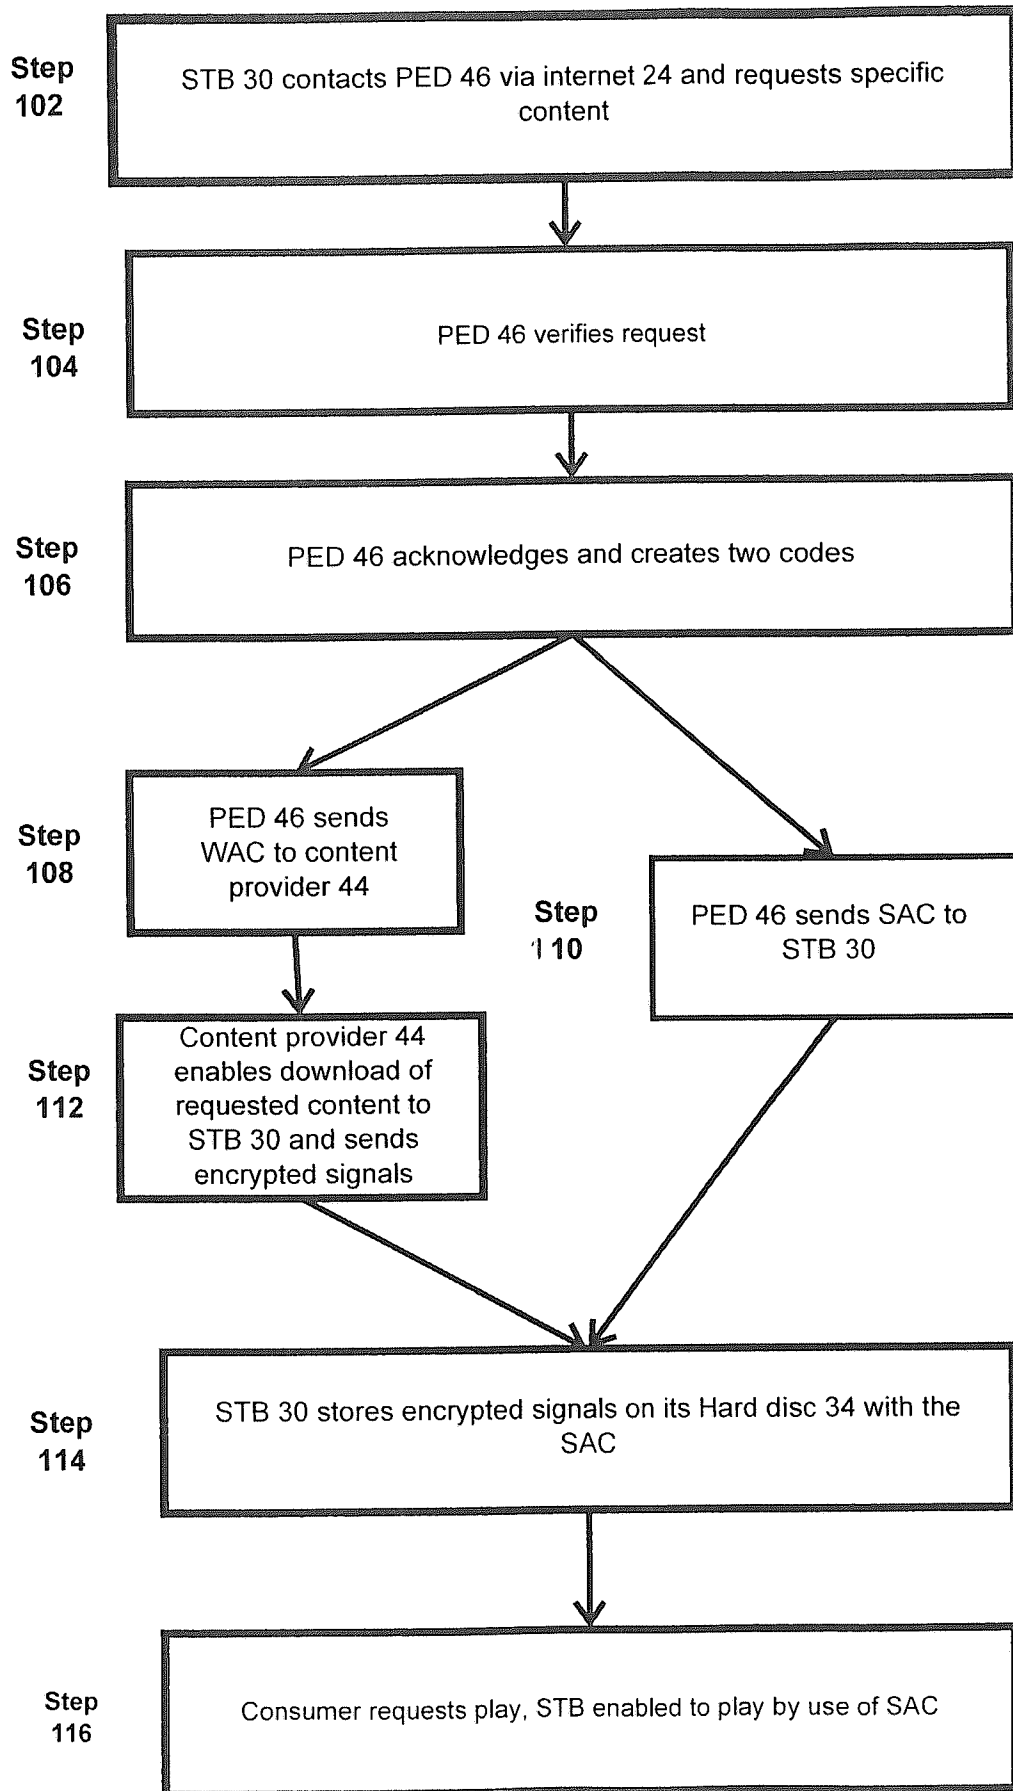 Step
102
STB 30 contacts PED 46 via internet 24 and requests specific
content
Step
104
PED 46 verifies request
Step
106
PED 46 acknowledges and creates two codes
Step
108
PED 46 sends
WAC to content
provider 44
Step
110
PED 46 sends SAC to
STB 30
Step
112
Content provider 44
enables download of
requested content to
STB 30 and sends
encrypted signals
Step
114
STB 30 stores encrypted signals on its Hard disc 34 with the
SAC
Step
116
Consumer requests play, STB enabled to play by use of SAC